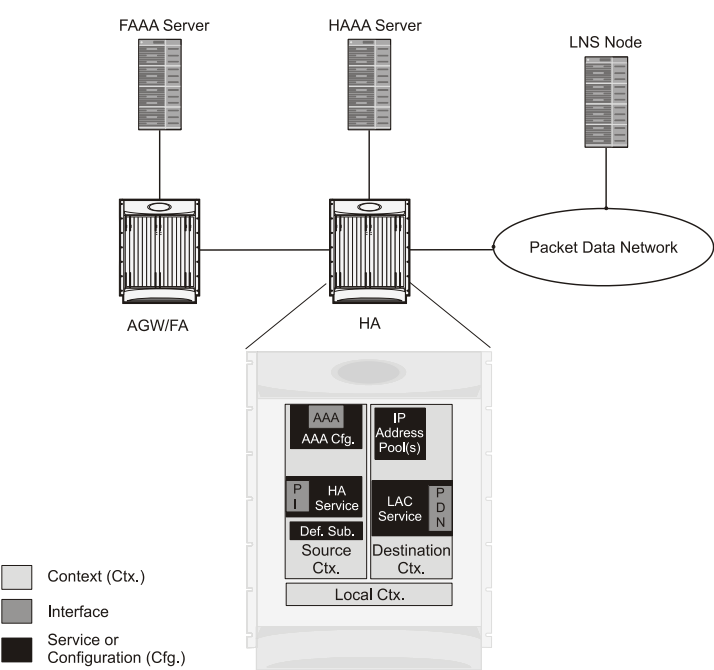 FAAA Server
HAAA Server
LNS Node
Packet Data Network
AGW/FA
HA
AAA
AAA Cfg.
IP
Address
Pool(s)
P
I
HA
Service
LAC
Service
P
D
N
Def. Sub.
Source
Ctx.
Destination
Ctx.
Local Ctx.
Context (Ctx.)
Interface
Service or
Configuration (Cfg.)